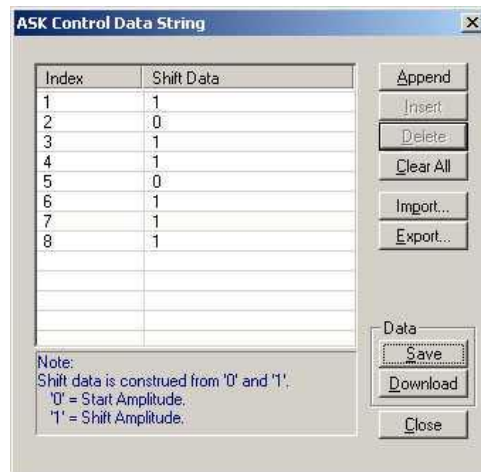 ASK Control Data String
Index Shift Data
1 1
2 0
3 1
4 1
5 0
6 1
7 1
8 1
Append
Insert
Delete
Clear All
Import...
Export...
Data
Save
Download
Close
Note:
Shift data is construed from '0' and '1'.
'0' = Start Amplitude.
'1' = Shift Amplitude.